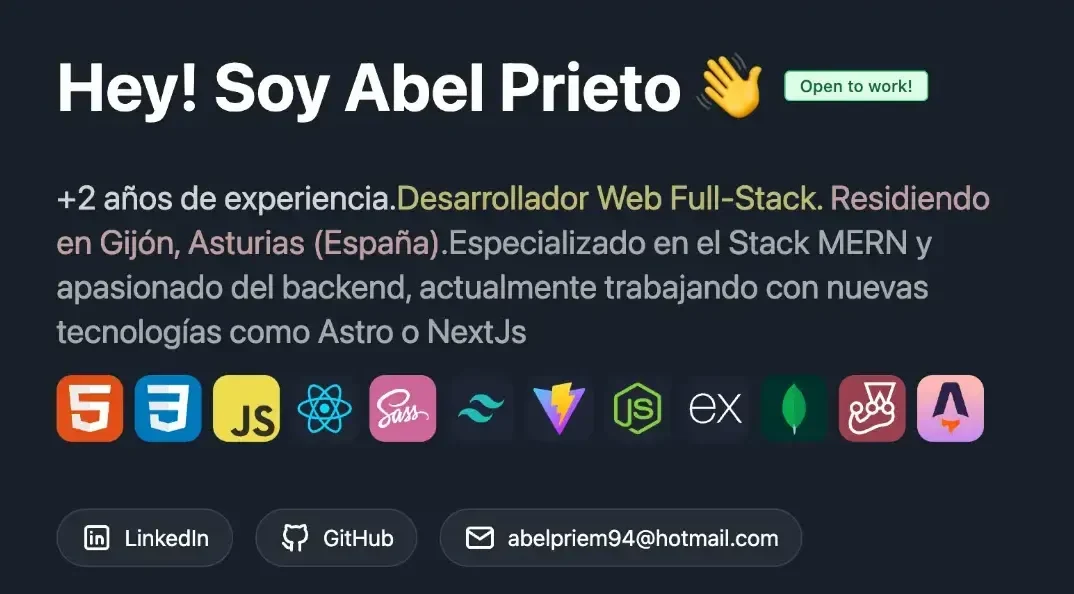 Hey! Soy Abel Prieto 👋 Open to work!
+2 años de experiencia.Desarrollador Web Full-Stack. Residiendo
en Gijón, Asturias (España).Especializado en el Stack MERN y
apasionado del backend, actualmente trabajando con nuevas
tecnologías como Astro o NextJs
5 3 JS Sass JS ex
LinkedIn GitHub abelpriem94@hotmail.com